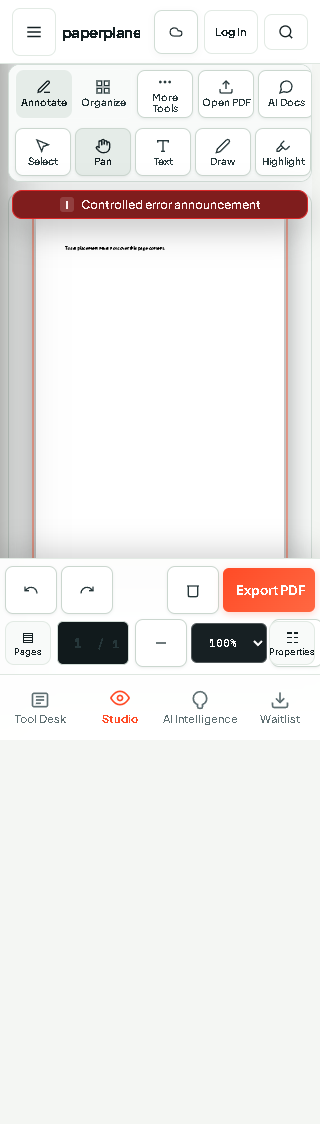 paperplane
Log In
Annotate
Organize
More Tools
Open PDF
AI Docs
Select
Pan
Text
Draw
Highlight
! Controlled error announcement
1 / 1
Export PDF
Pages
100%
Properties
Tool Desk
Studio
AI Intelligence
Waitlist